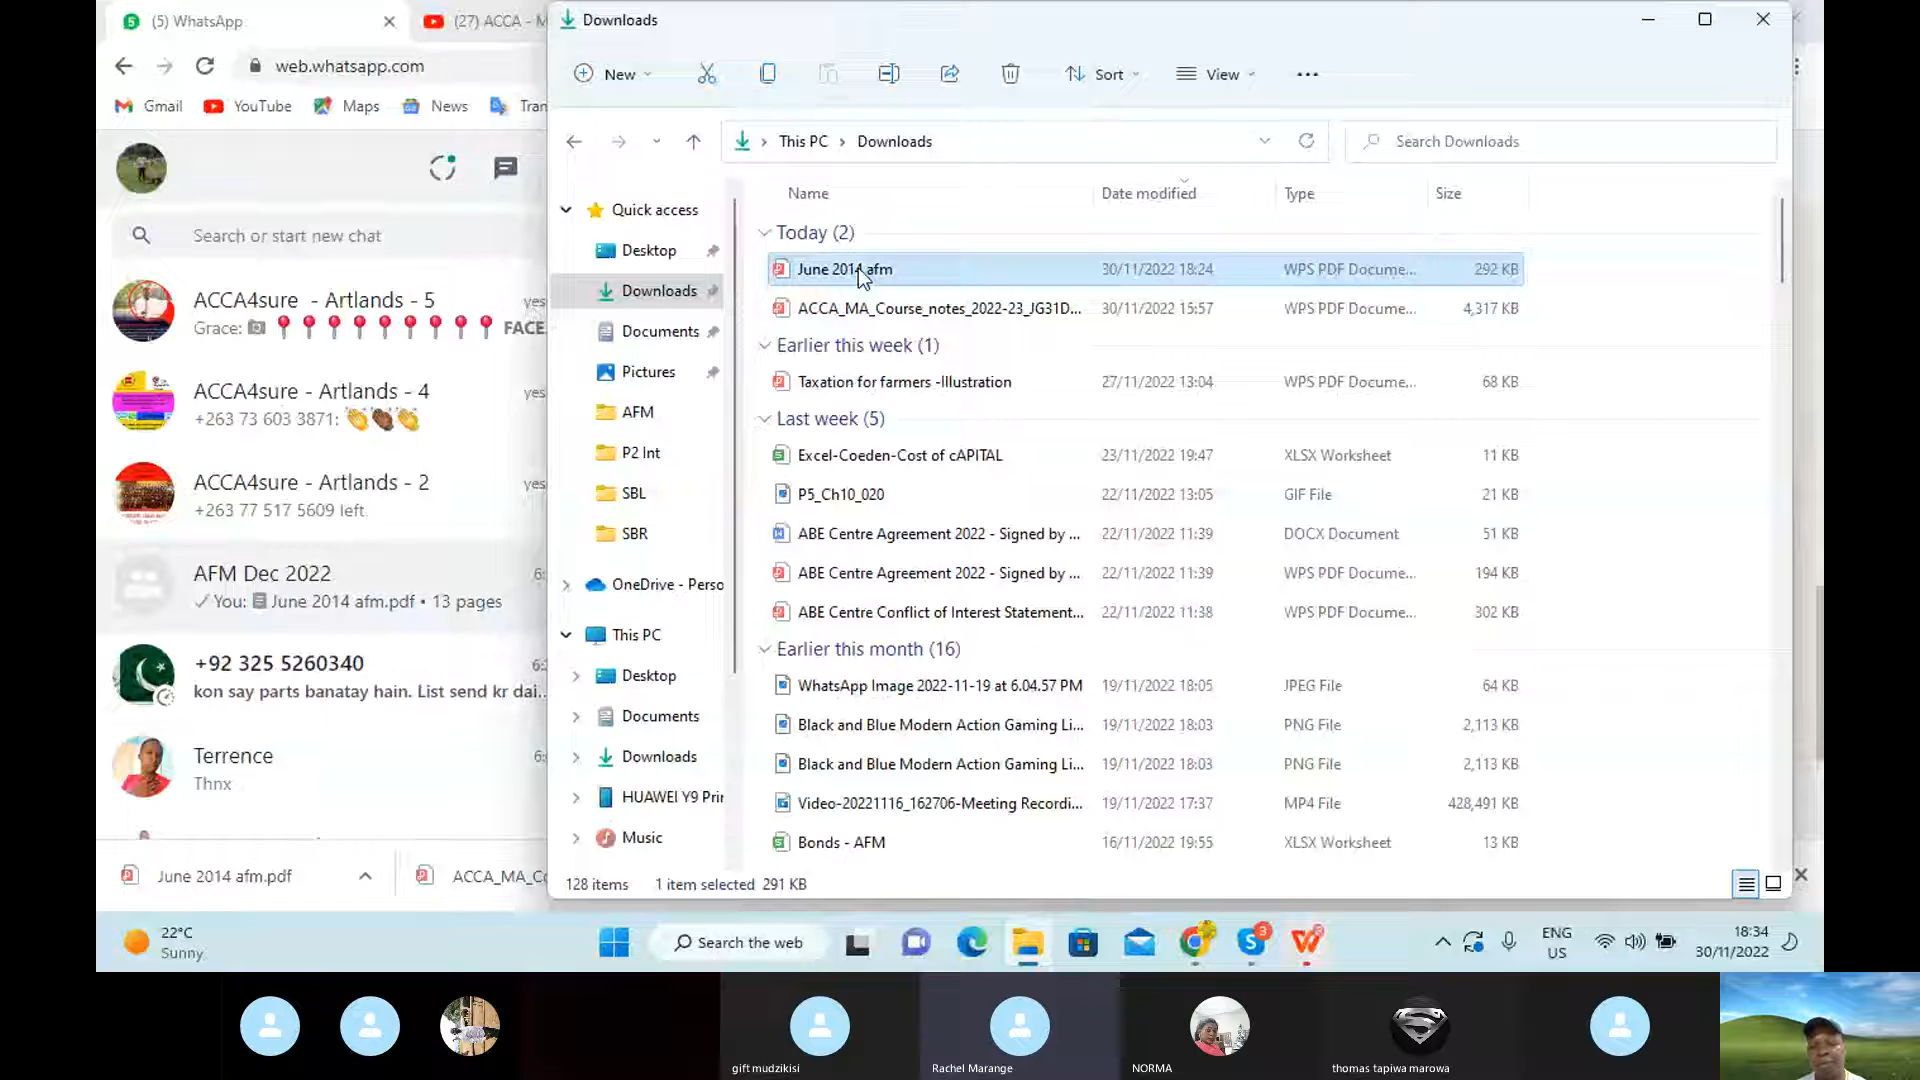 (5) WhatsApp
(27) ACCA - M
web.whatsapp.com
Gmail
YouTube
Maps
News
Tran
Search or start new chat
ACCA4sure - Artlands - 5
yes
Grace: FACE
ACCA4sure - Artlands - 4
yes
+263 73 603 3871:
ACCA4sure - Artlands - 2
yes
+263 77 517 5609 left.
AFM Dec 2022
6:
You: June 2014 afm.pdf • 13 pages
+92 325 5260340
6:
kon say parts banatay hain. List send kr dai...
Terrence
6:
Thnx
June 2014 afm.pdf
ACCA_MA_Co
Downloads
New
Sort
View
This PC
Downloads
Search Downloads
Quick access
Desktop
Downloads
Documents
Pictures
AFM
P2 Int
SBL
SBR
OneDrive - Perso
This PC
Desktop
Documents
Downloads
HUAWEI Y9 Pri
Music
Name
Date modified
Type
Size
Today (2)
June 2014 afm 30/11/2022 18:24 WPS PDF Docume... 292 KB
ACCA_MA_Course_notes_2022-23_JG31D... 30/11/2022 15:57 WPS PDF Docume... 4,317 KB
Earlier this week (1)
Taxation for farmers -Illustration 27/11/2022 13:04 WPS PDF Docume... 68 KB
Last week (5)
Excel-Coeden-Cost of cAPITAL 23/11/2022 19:47 XLSX Worksheet 11 KB
P5_Ch10_020 22/11/2022 13:05 GIF File 21 KB
ABE Centre Agreement 2022 - Signed by ... 22/11/2022 11:39 DOCX Document 51 KB
ABE Centre Agreement 2022 - Signed by ... 22/11/2022 11:39 WPS PDF Docume... 194 KB
ABE Centre Conflict of Interest Statement... 22/11/2022 11:38 WPS PDF Docume... 302 KB
Earlier this month (16)
WhatsApp Image 2022-11-19 at 6.04.57 PM 19/11/2022 18:05 JPEG File 64 KB
Black and Blue Modern Action Gaming Li... 19/11/2022 18:03 PNG File 2,113 KB
Black and Blue Modern Action Gaming Li... 19/11/2022 18:03 PNG File 2,113 KB
Video-20221116_162706-Meeting Recordi... 19/11/2022 17:37 MP4 File 428,491 KB
Bonds - AFM 16/11/2022 19:55 XLSX Worksheet 13 KB
128 items 1 item selected 291 KB
22°C
Sunny
Search the web
3
ENG
US
18:34
30/11/2022
gift mudzikisi
Rachel Marange
NORMA
thomas tapiwa marowa